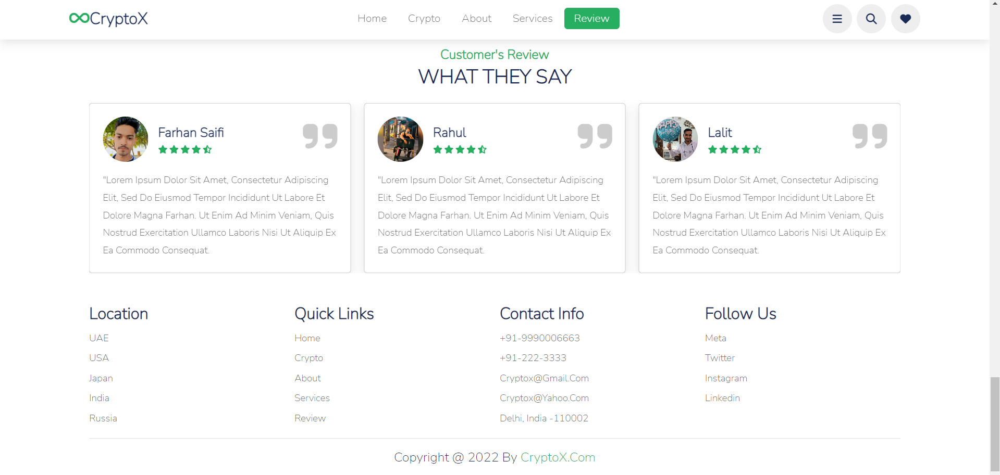 CryptoX
Home
Crypto
About
Services
Review
Customer's Review
WHAT THEY SAY
Farhan Saifi
"Lorem Ipsum Dolor Sit Amet, Consectetur Adipiscing
Elit, Sed Do Eiusmod Tempor Incididunt Ut Labore Et
Dolore Magna Farhan. Ut Enim Ad Minim Veniam, Quis
Nostrud Exercitation Ullamco Laboris Nisi Ut Aliquip Ex
Ea Commodo Consequat.
Rahul
"Lorem Ipsum Dolor Sit Amet, Consectetur Adipiscing
Elit, Sed Do Eiusmod Tempor Incididunt Ut Labore Et
Dolore Magna Farhan. Ut Enim Ad Minim Veniam, Quis
Nostrud Exercitation Ullamco Laboris Nisi Ut Aliquip Ex
Ea Commodo Consequat.
Lalit
"Lorem Ipsum Dolor Sit Amet, Consectetur Adipiscing
Elit, Sed Do Eiusmod Tempor Incididunt Ut Labore Et
Dolore Magna Farhan. Ut Enim Ad Minim Veniam, Quis
Nostrud Exercitation Ullamco Laboris Nisi Ut Aliquip Ex
Ea Commodo Consequat.
Location
UAE
USA
Japan
India
Russia
Quick Links
Home
Crypto
About
Services
Review
Contact Info
+91-9990006663
+91-222-3333
Cryptox@Gmail.Com
Cryptox@Yahoo.Com
Delhi, India -110002
Follow Us
Meta
Twitter
Instagram
Linkedin
Copyright @ 2022 By CryptoX.Com